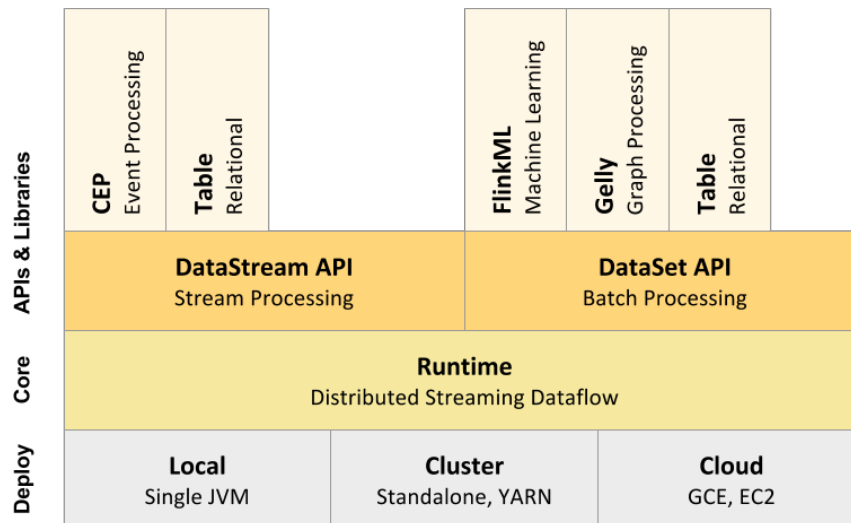 APIs & Libraries
CEP
Event Processing
Table
Relational
FlinkML
Machine Learning
Gelly
Graph Processing
Table
Relational
DataStream API
Stream Processing
DataSet API
Batch Processing
Core
Runtime
Distributed Streaming Dataflow
Deploy
Local
Single JVM
Cluster
Standalone, YARN
Cloud
GCE, EC2